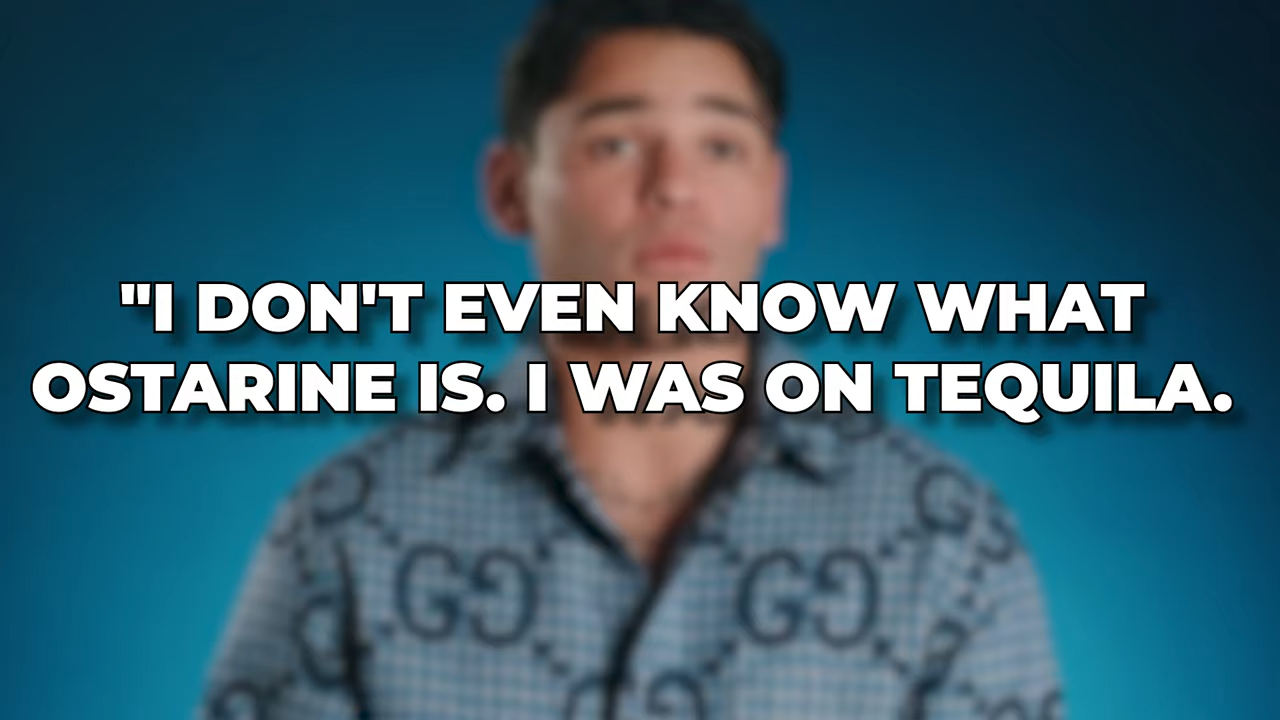 "I DON'T EVEN KNOW WHAT
OSTARINE IS. I WAS ON TEQUILA.